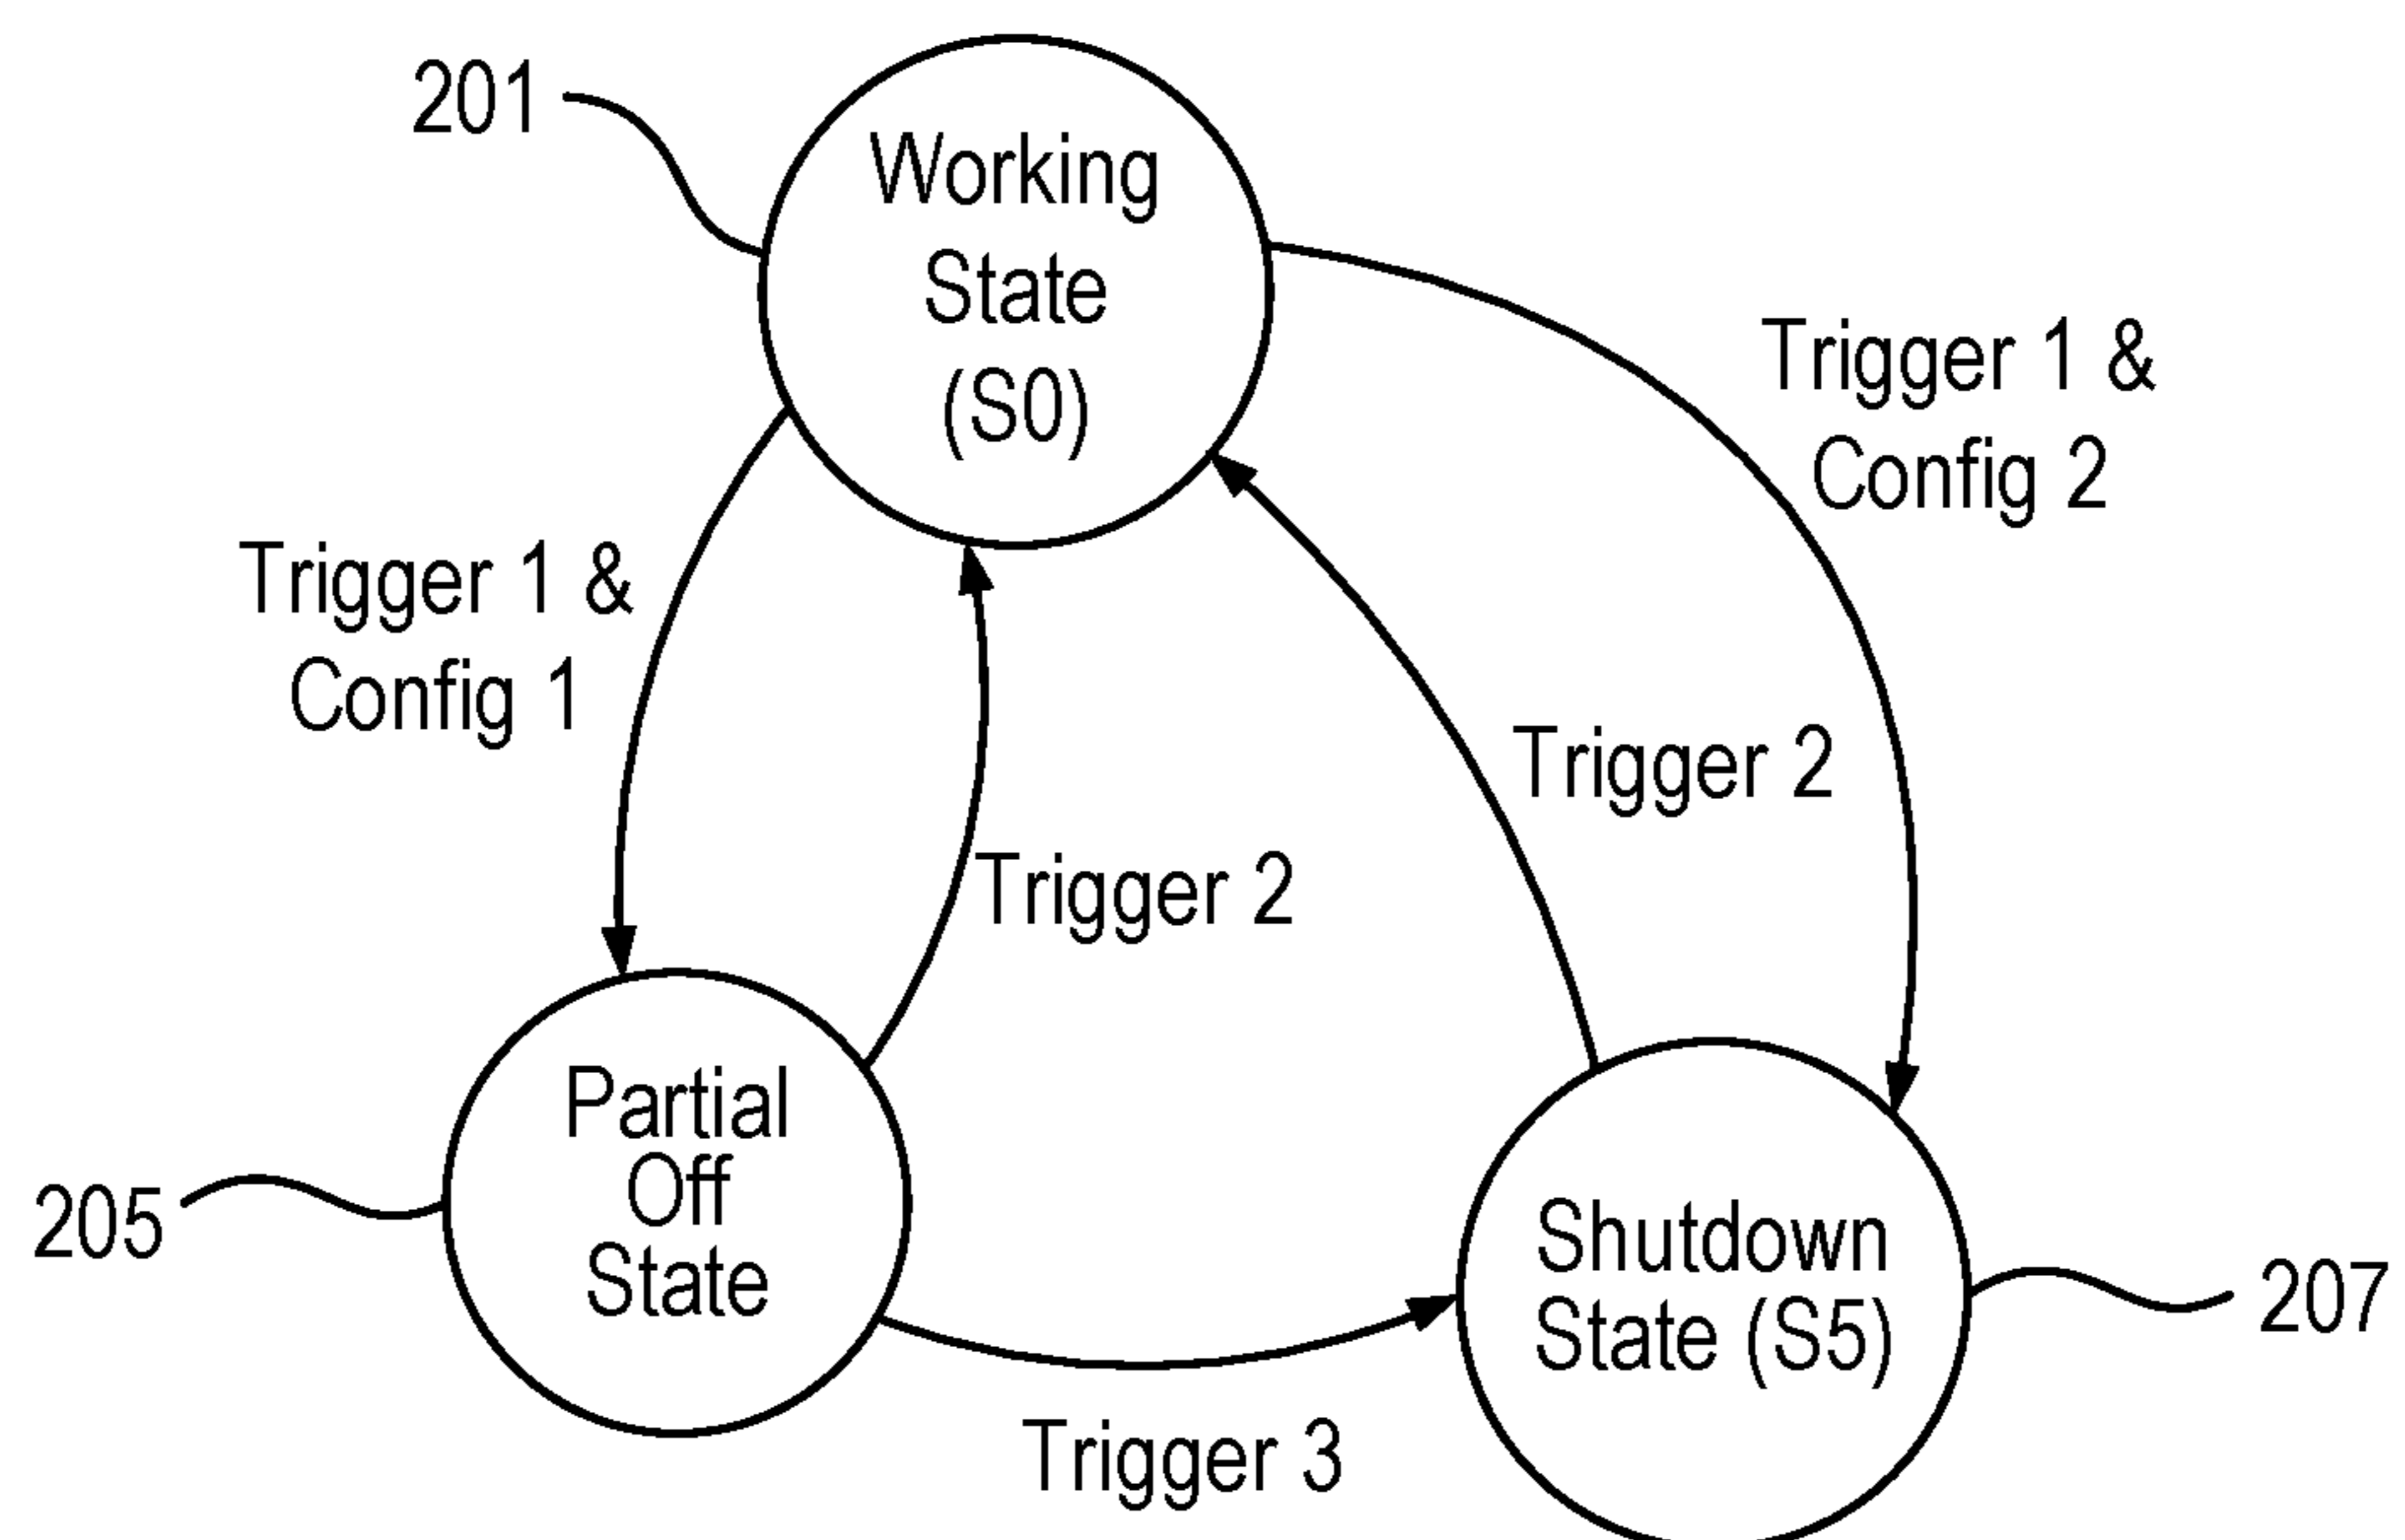 201
Working
State
(S0)
Trigger 1 &
Config 2
Trigger 1 &
Config 1
Trigger 2
Trigger 2
Partial
Off
State
205
Shutdown
State (S5)
207
Trigger 3